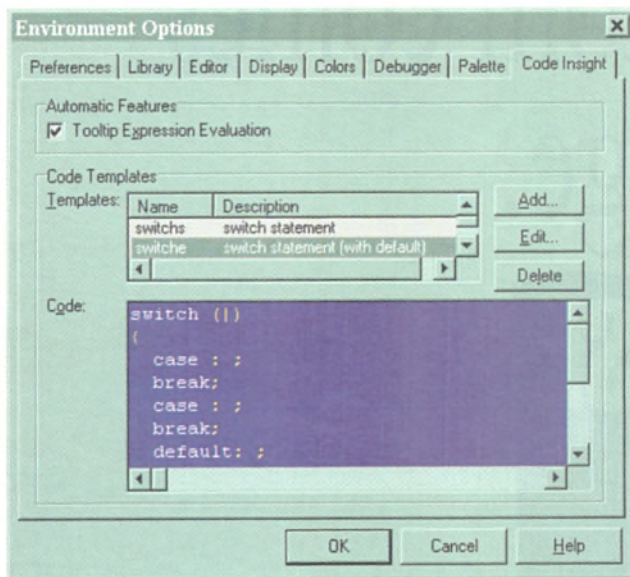 Environment Options
Preferences Library Editor Display Colors Debugger Palette Code Insight
Automatic Features
Tooltip Expression Evaluation
Code Templates
Templates:
Name Description
switchs switch statement
switche switch statement (with default)
Add...
Edit...
Delete
Code:
switch (|)
{
case : ;
break;
case : ;
break;
default: ;
OK Cancel Help